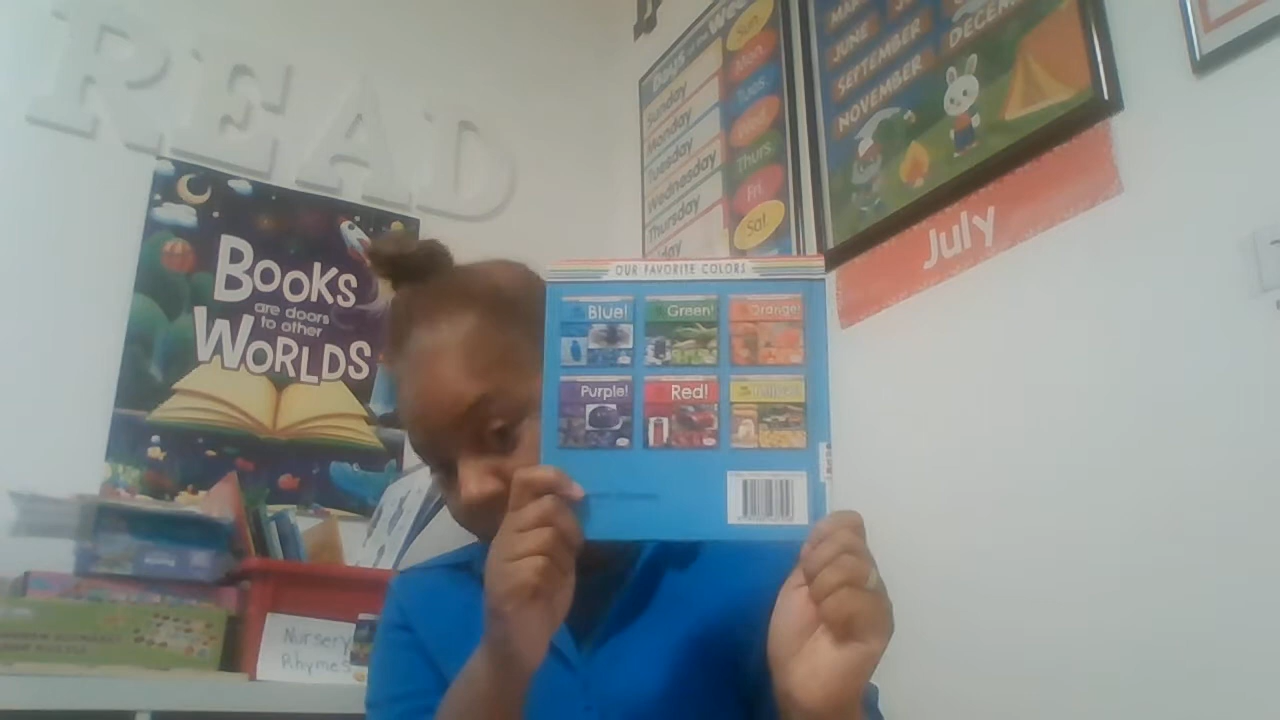 READ
BOOKS
are doors
to other
WORLDS
Nursery
Rhymes
Days of the Week
Sunday
Monday
Tuesday
Wednesday
Thursday
Sun.
Mon.
Tues.
Wed.
Thurs.
Fri.
Sat.
JUNE
SEPTEMBER
NOVEMBER
July
OUR FAVORITE COLORS
Blue! Green! Orange!
Purple! Red!